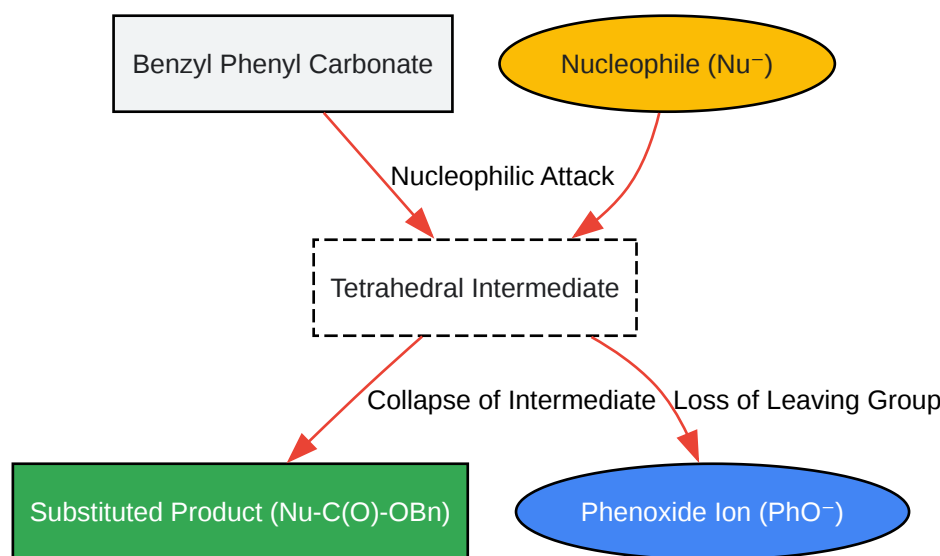 Benzyl Phenyl Carbonate
Nucleophile (Nu⁻)
Nucleophilic Attack
Tetrahedral Intermediate
Collapse of Intermediate
Loss of Leaving Group
Substituted Product (Nu-C(O)-OBn)
Phenoxide Ion (PhO⁻)